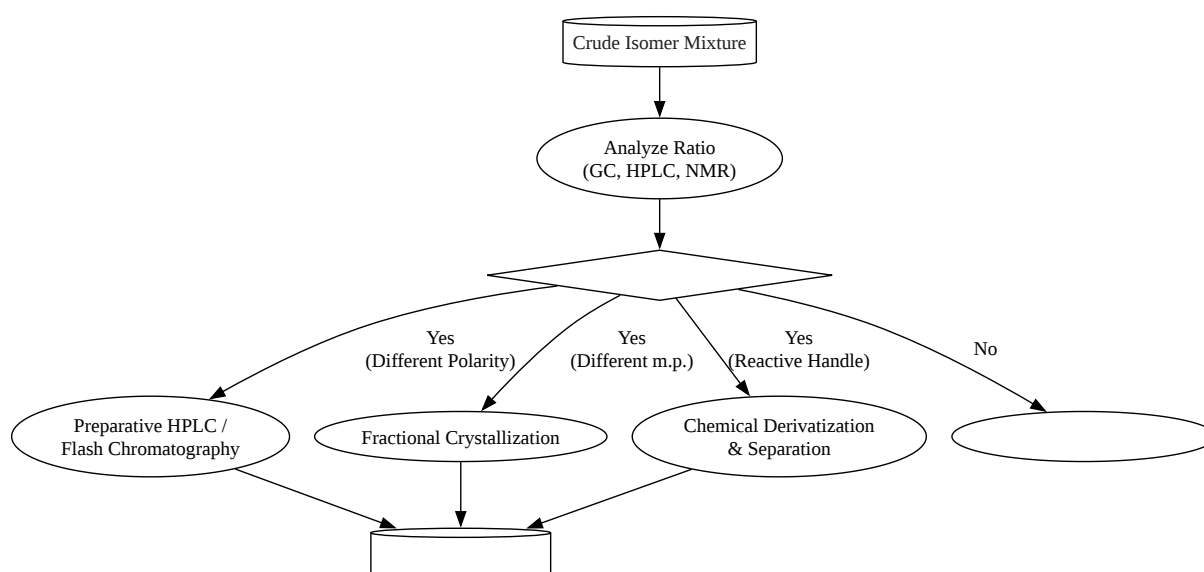 Crude Isomer Mixture
Analyze Ratio
(GC, HPLC, NMR)
Yes
(Different Polarity)
Yes
(Different m.p.)
Yes
(Reactive Handle)
No
Preparative HPLC /
Flash Chromatography
Fractional Crystallization
Chemical Derivatization
& Separation